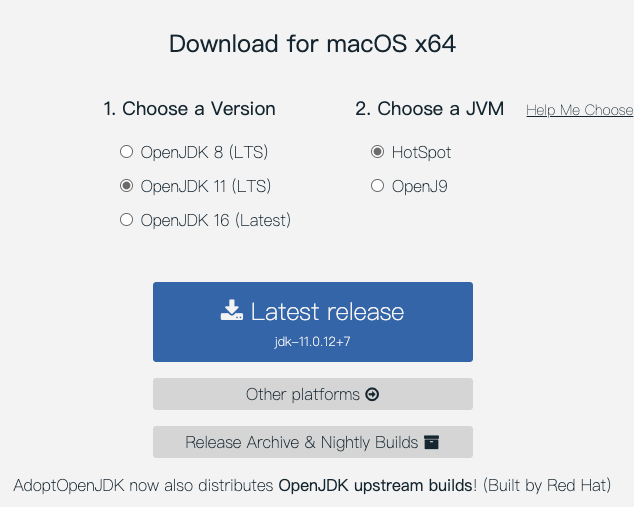 Download for macOS x64
1. Choose a Version
2. Choose a JVM
Help Me Choose
OpenJDK 8 (LTS)
HotSpot
OpenJDK 11 (LTS)
OpenJ9
OpenJDK 16 (Latest)
Latest release
jdk-11.0.12+7
Other platforms
Release Archive & Nightly Builds
AdoptOpenJDK now also distributes OpenJDK upstream builds! (Built by Red Hat)